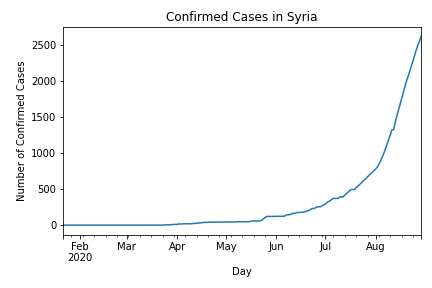 Confirmed Cases in Syria
Number of Confirmed Cases
2500
2000
1500
1000
500
0
Feb Mar Apr May Jun Jul Aug
2020
Day